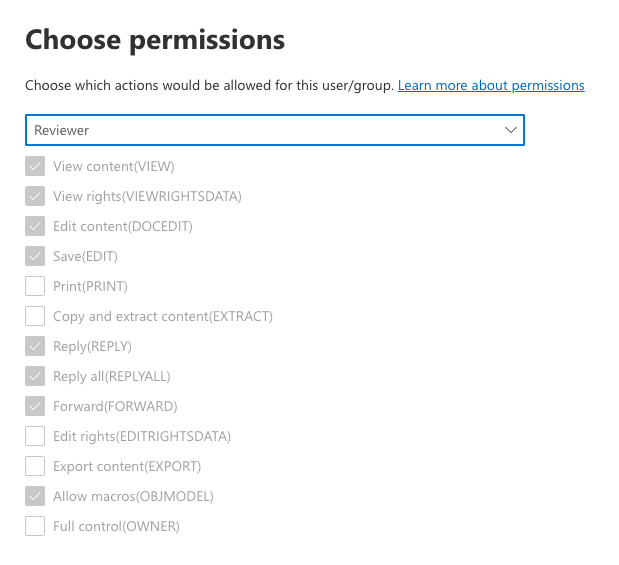 Choose permissions
Choose which actions would be allowed for this user/group. Learn more about permissions
Reviewer
View content(VIEW)
View rights(VIEWRIGHTSDATA)
Edit content(DOCEDIT)
Save(EDIT)
Print(PRINT)
Copy and extract content(EXTRACT)
Reply(REPLY)
Reply all(REPLYALL)
Forward(FORWARD)
Edit rights(EDITRIGHTSDATA)
Export content(EXPORT)
Allow macros(OBJMODEL)
Full control(OWNER)